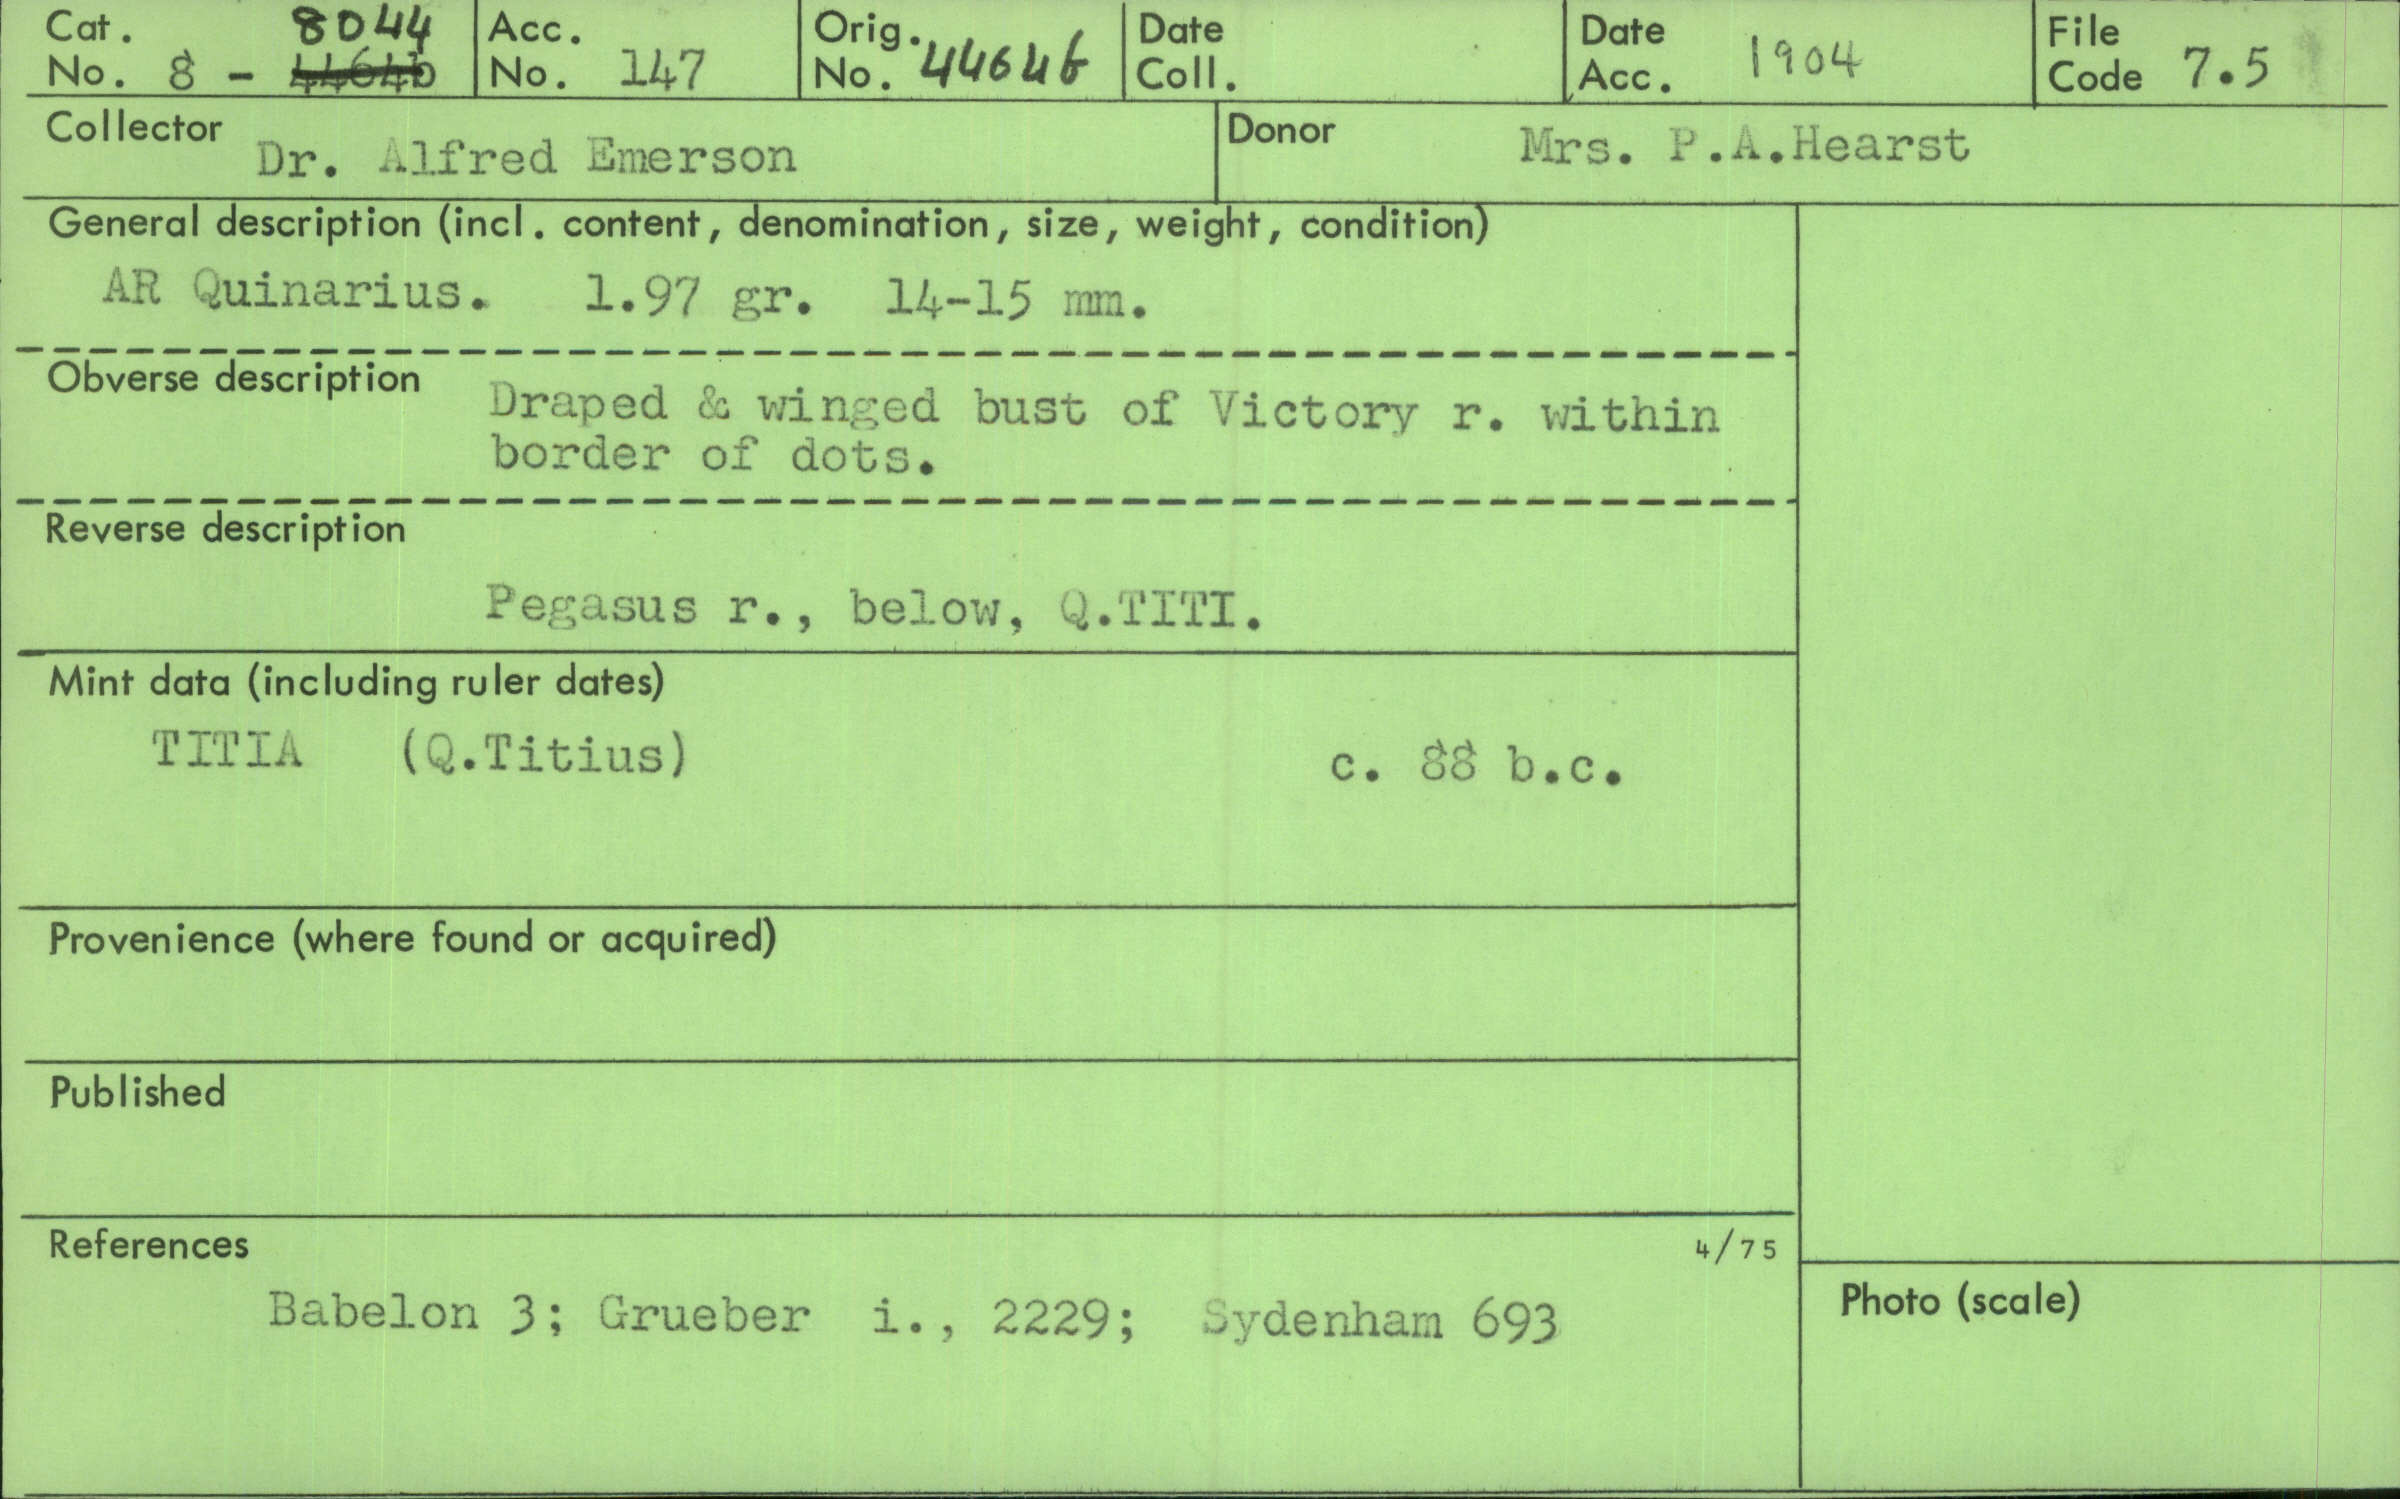 Cat. No. 8 - 8044 44646
Acc. No. 147
Orig. No. 44646
Date Coll.
Date Acc. 1904
File Code 7.5
Collector Dr. Alfred Emerson
Donor Mrs. P.A.Hearst
General description (incl. content, denomination, size, weight, condition)
AR Quinarius. 1.97 gr. 14-15 mm.
Obverse description
Draped & winged bust of Victory r. within
border of dots.
Reverse description
Pegasus r., below, Q.TITI.
Mint data (including ruler dates)
TITIA (Q.Titius) c. 88 b.c.
Provenience (where found or acquired)
Published
References
4/75
Babelon 3; Grueber i., 2229; Sydenham 693
Photo (scale)